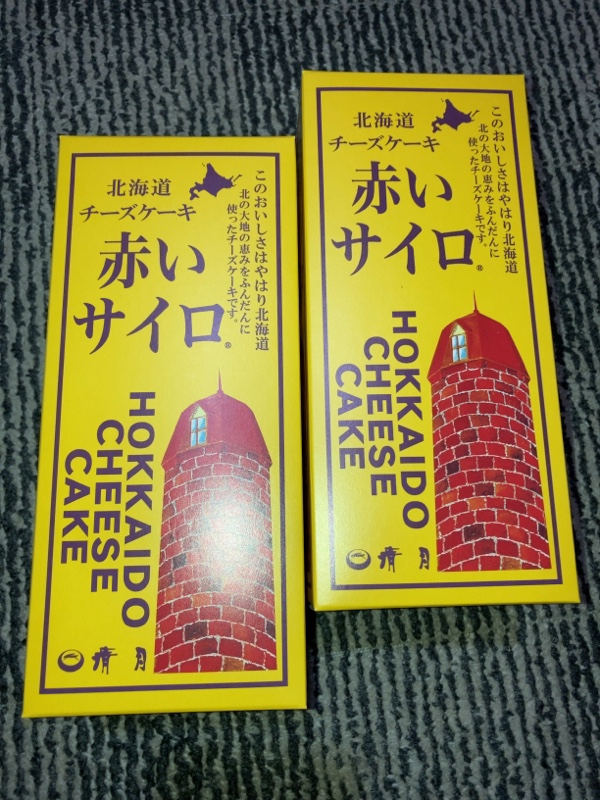 北海道
チーズケーキ
赤い
サイロ®
このおいしさはやはり北海道
北の大地の恵みをふんだんに
使ったチーズケーキです。
HOKKAIDO
CHEESE
CAKE
清月
北海道
チーズケーキ
赤い
サイロ®
このおいしさはやはり北海道
北の大地の恵みをふんだんに
使ったチーズケーキです。
HOKKAIDO
CHEESE
CAKE
清月